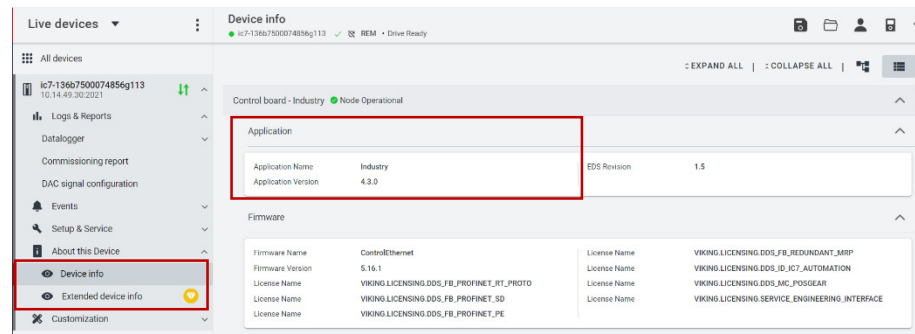 Live devices
Device info
ic7-136b7500074856g113 REM • Drive Ready
All devices
ic7-136b7500074856g113
10.14.49.30:2021
Logs & Reports
Datalogger
Commissioning report
DAC signal configuration
Events
Setup & Service
About this Device
Device info
Extended device info
Customization
EXPAND ALL | COLLAPSE ALL |
Control board - Industry Node Operational
Application
Application Name Industry EDS Revision 1.5
Application Version 4.3.0
Firmware
Firmware Name ControlEthernet License Name VIKING.LICENSING.DDS_FB_REDUNDANT_MRP
Firmware Version 5.16.1 License Name VIKING.LICENSING.DDS_ID_IC7_AUTOMATION
License Name VIKING.LICENSING.DDS_FB_PROFINET_RT_PROTO License Name VIKING.LICENSING.DDS_MC_POSGEAR
License Name VIKING.LICENSING.DDS_FB_PROFINET_SD License Name VIKING.LICENSING.SERVICE_ENGINEERING_INTERFACE
License Name VIKING.LICENSING.DDS_FB_PROFINET_PE